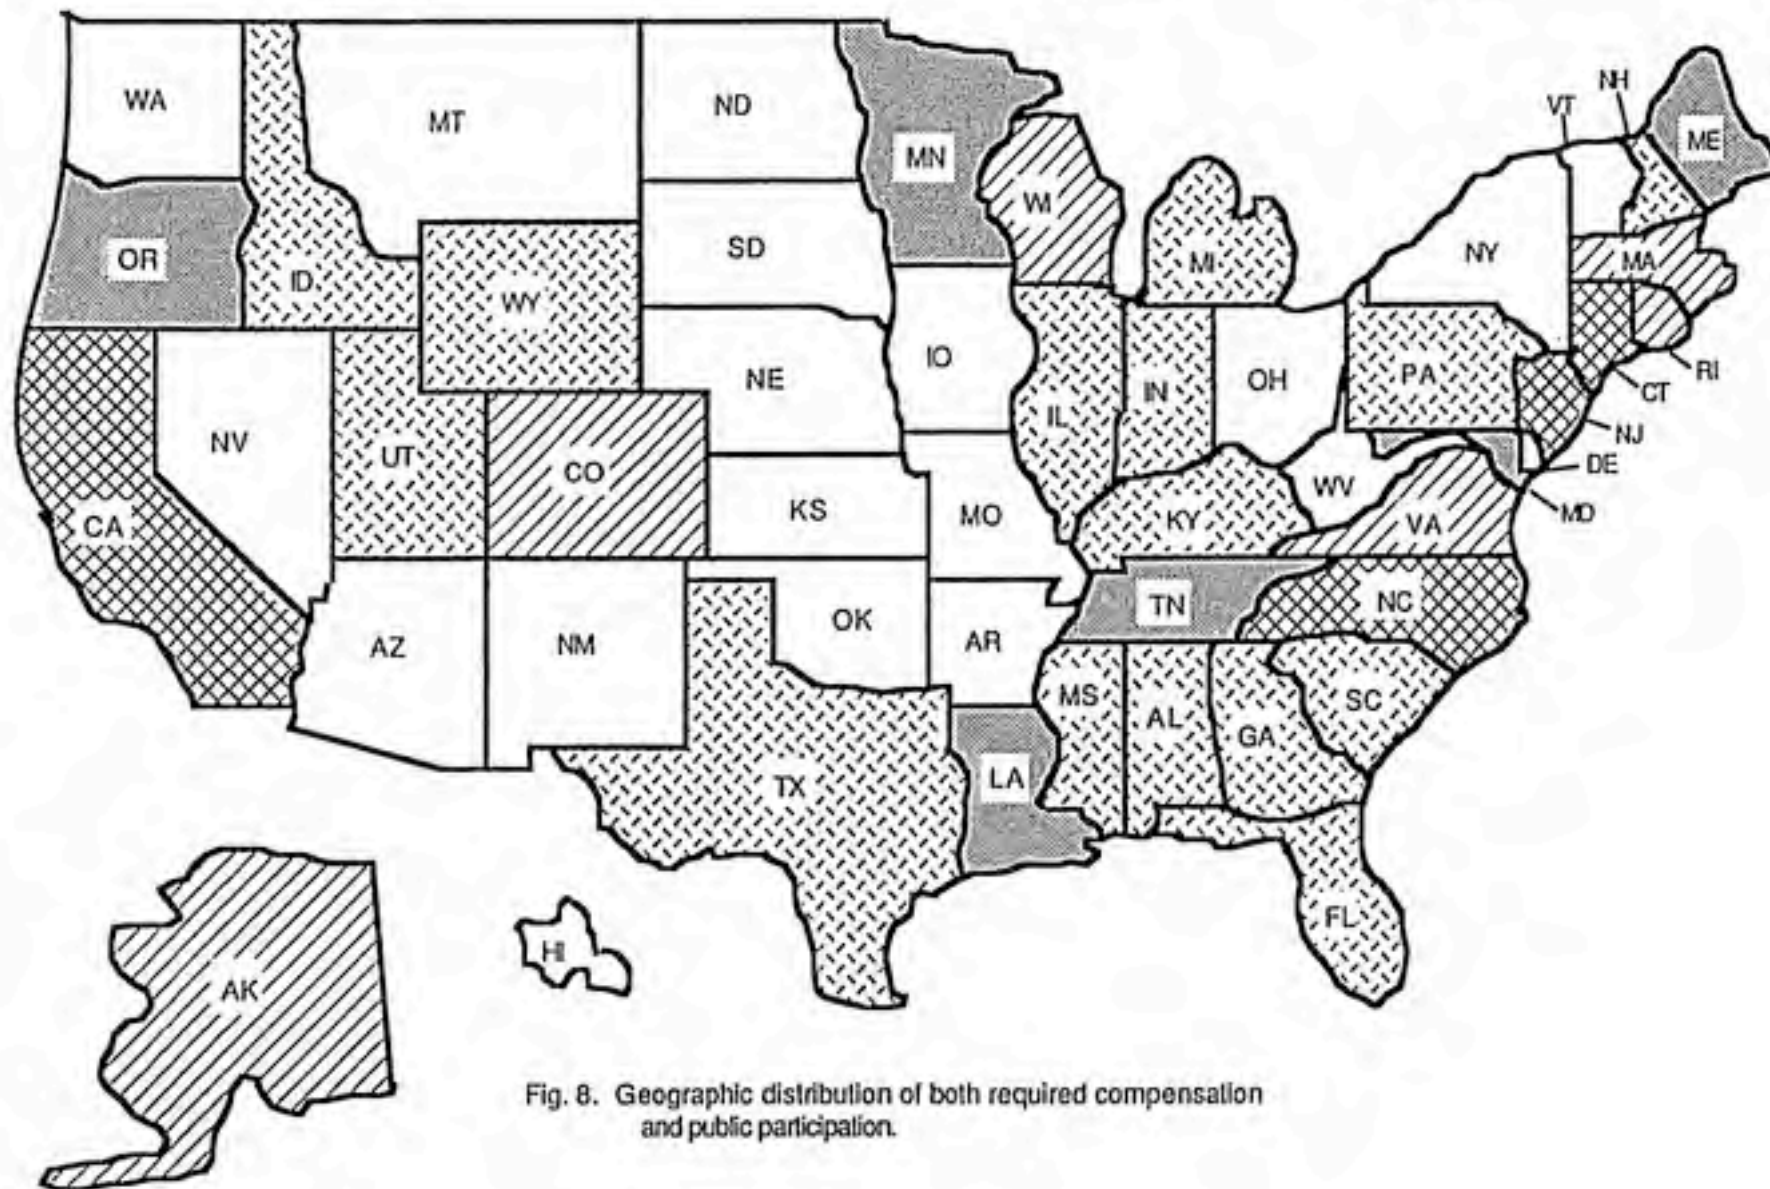 WA
MT
ND
MN
VT
NH
ME
OR
ID
WY
SD
WI
MI
NY
MA
NV
UT
CO
NE
IO
IL
IN
OH
PA
RI
CT
NJ
DE
MD
CA
KS
MO
KY
WV
VA
AZ
NM
OK
AR
TN
NC
TX
LA
MS
AL
GA
SC
FL
AK
HI
Fig. 8. Geographic distribution of both required compensation
and public participation.